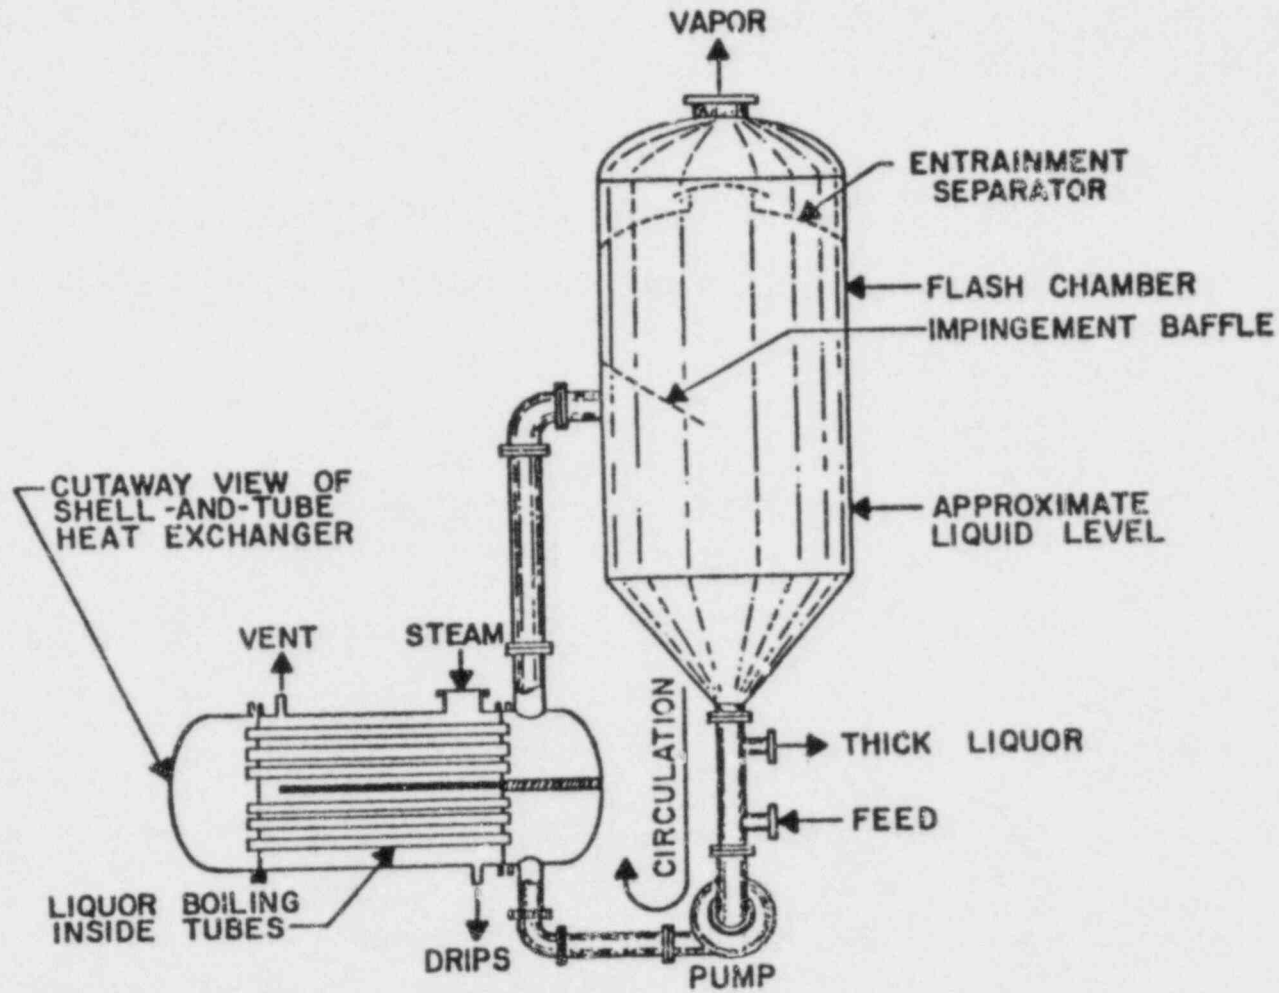 VAPOR
ENTRAINMENT
SEPARATOR
FLASH CHAMBER
IMPINGEMENT BAFFLE
CUTAWAY VIEW OF
SHELL-AND-TUBE
HEAT EXCHANGER
APPROXIMATE
LIQUID LEVEL
VENT
STEAM
CIRCULATION
THICK LIQUOR
FEED
LIQUOR BOILING
INSIDE TUBES
DRIPS
PUMP